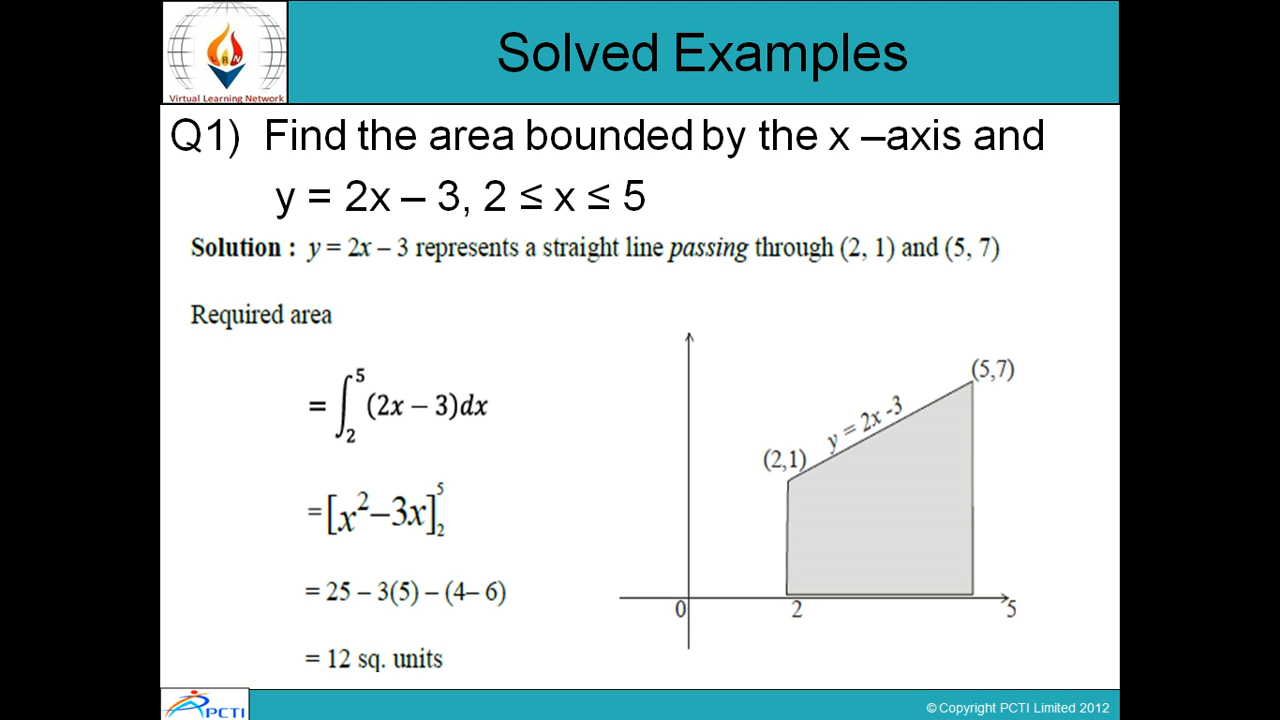 LRN
Virtual Learning Network
Solved Examples
Q1) Find the area bounded by the x –axis and
y = 2x – 3, 2 ≤ x ≤ 5
Solution : y = 2x – 3 represents a straight line passing through (2, 1) and (5, 7)
Required area
= ∫₂⁵ (2x − 3)dx
= [x²–3x]₂⁵
= 25 – 3(5) – (4– 6)
= 12 sq. units
(5,7)
y = 2x -3
(2,1)
0 2 5
PCTI
© Copyright PCTI Limited 2012